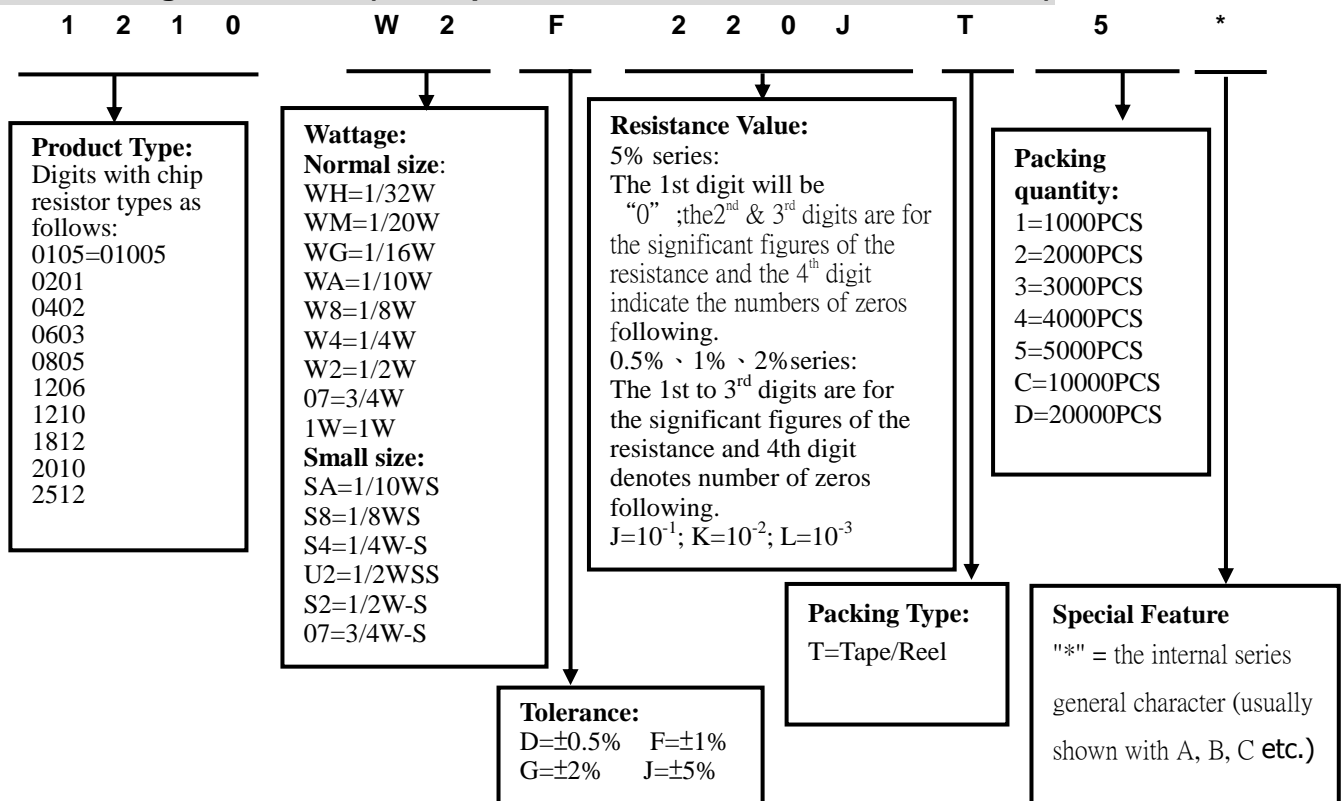 1 2 1 0 W 2 F 2 2 0 J T 5 *
Product Type:
Digits with chip
resistor types as
follows:
0105=01005
0201
0402
0603
0805
1206
1210
1812
2010
2512
Wattage:
Normal size:
WH=1/32W
WM=1/20W
WG=1/16W
WA=1/10W
W8=1/8W
W4=1/4W
W2=1/2W
07=3/4W
1W=1W
Small size:
SA=1/10WS
S8=1/8WS
S4=1/4W-S
U2=1/2WSS
S2=1/2W-S
07=3/4W-S
Tolerance:
D=±0.5% F=±1%
G=±2% J=±5%
Resistance Value:
5% series:
The 1st digit will be
“0” ;the2nd & 3rd digits are for
the significant figures of the
resistance and the 4th digit
indicate the numbers of zeros
following.
0.5%、1%、2%series:
The 1st to 3rd digits are for
the significant figures of the
resistance and 4th digit
denotes number of zeros
following.
J=10-1; K=10-2; L=10-3
Packing Type:
T=Tape/Reel
Packing
quantity:
1=1000PCS
2=2000PCS
3=3000PCS
4=4000PCS
5=5000PCS
C=10000PCS
D=20000PCS
Special Feature
"*" = the internal series
general character (usually
shown with A, B, C etc.)